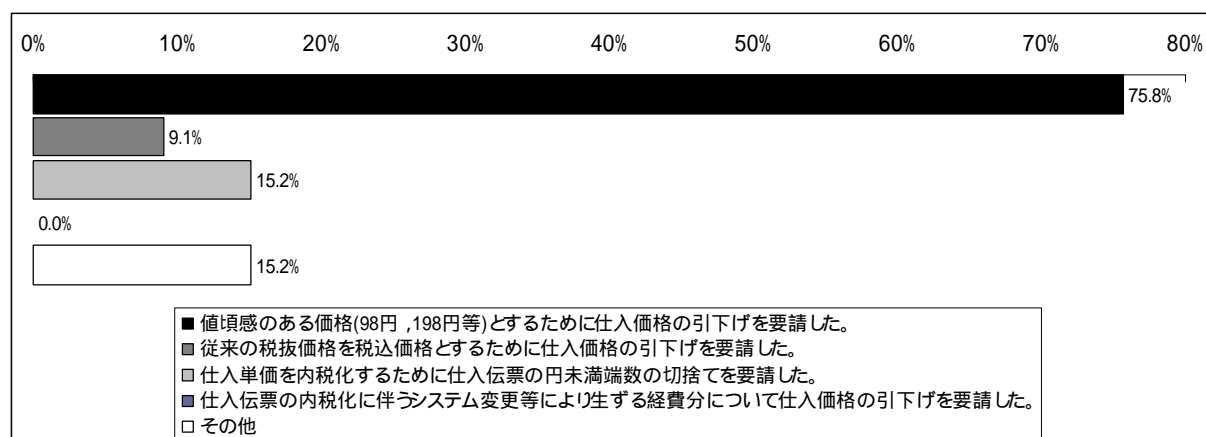 0% 10% 20% 30% 40% 50% 60% 70% 80%
75.8%
9.1%
15.2%
0.0%
15.2%
値頃感のある価格(98円 ,198円等)とするために仕入価格の引下げを要請した。
従来の税抜価格を税込価格とするために仕入価格の引下げを要請した。
仕入単価を内税化するために仕入伝票の円未満端数の切捨てを要請した。
仕入伝票の内税化に伴うシステム変更等により生ずる経費分について仕入価格の引下げを要請した。
その他